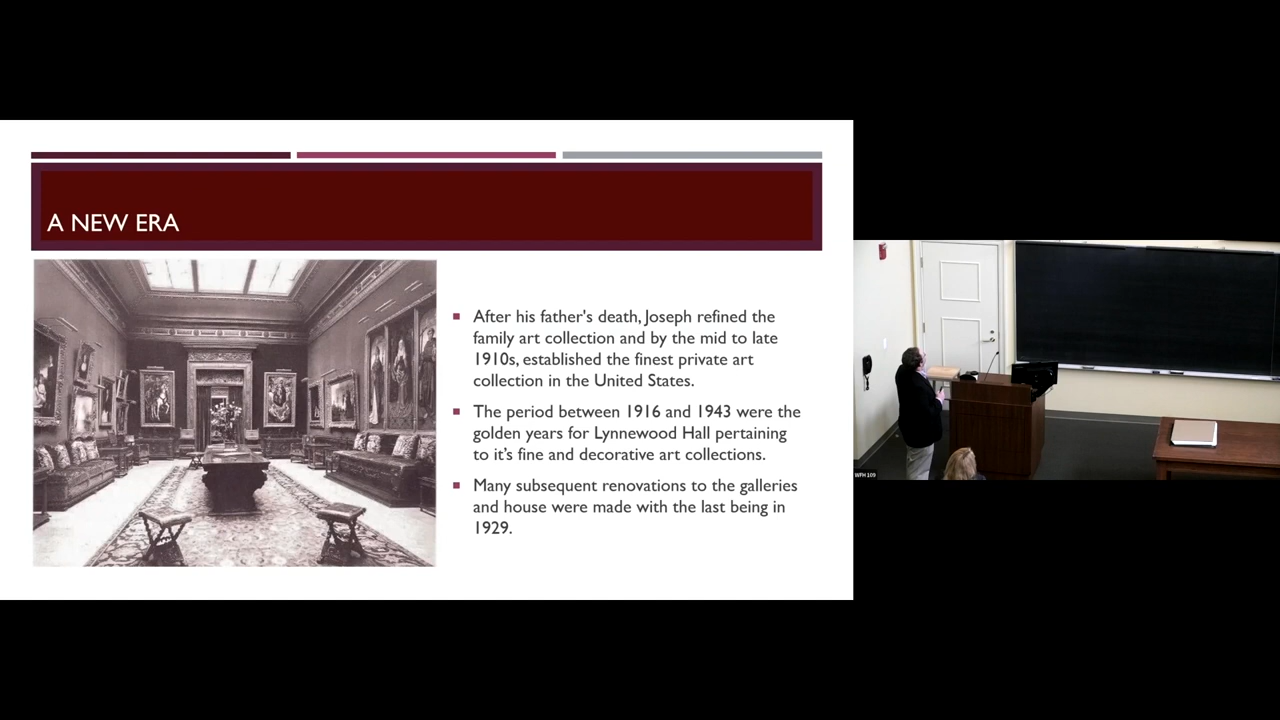 A NEW ERA
After his father's death, Joseph refined the
family art collection and by the mid to late
1910s, established the finest private art
collection in the United States.
The period between 1916 and 1943 were the
golden years for Lynnewood Hall pertaining
to it's fine and decorative art collections.
Many subsequent renovations to the galleries
and house were made with the last being in
1929.
WFH 109